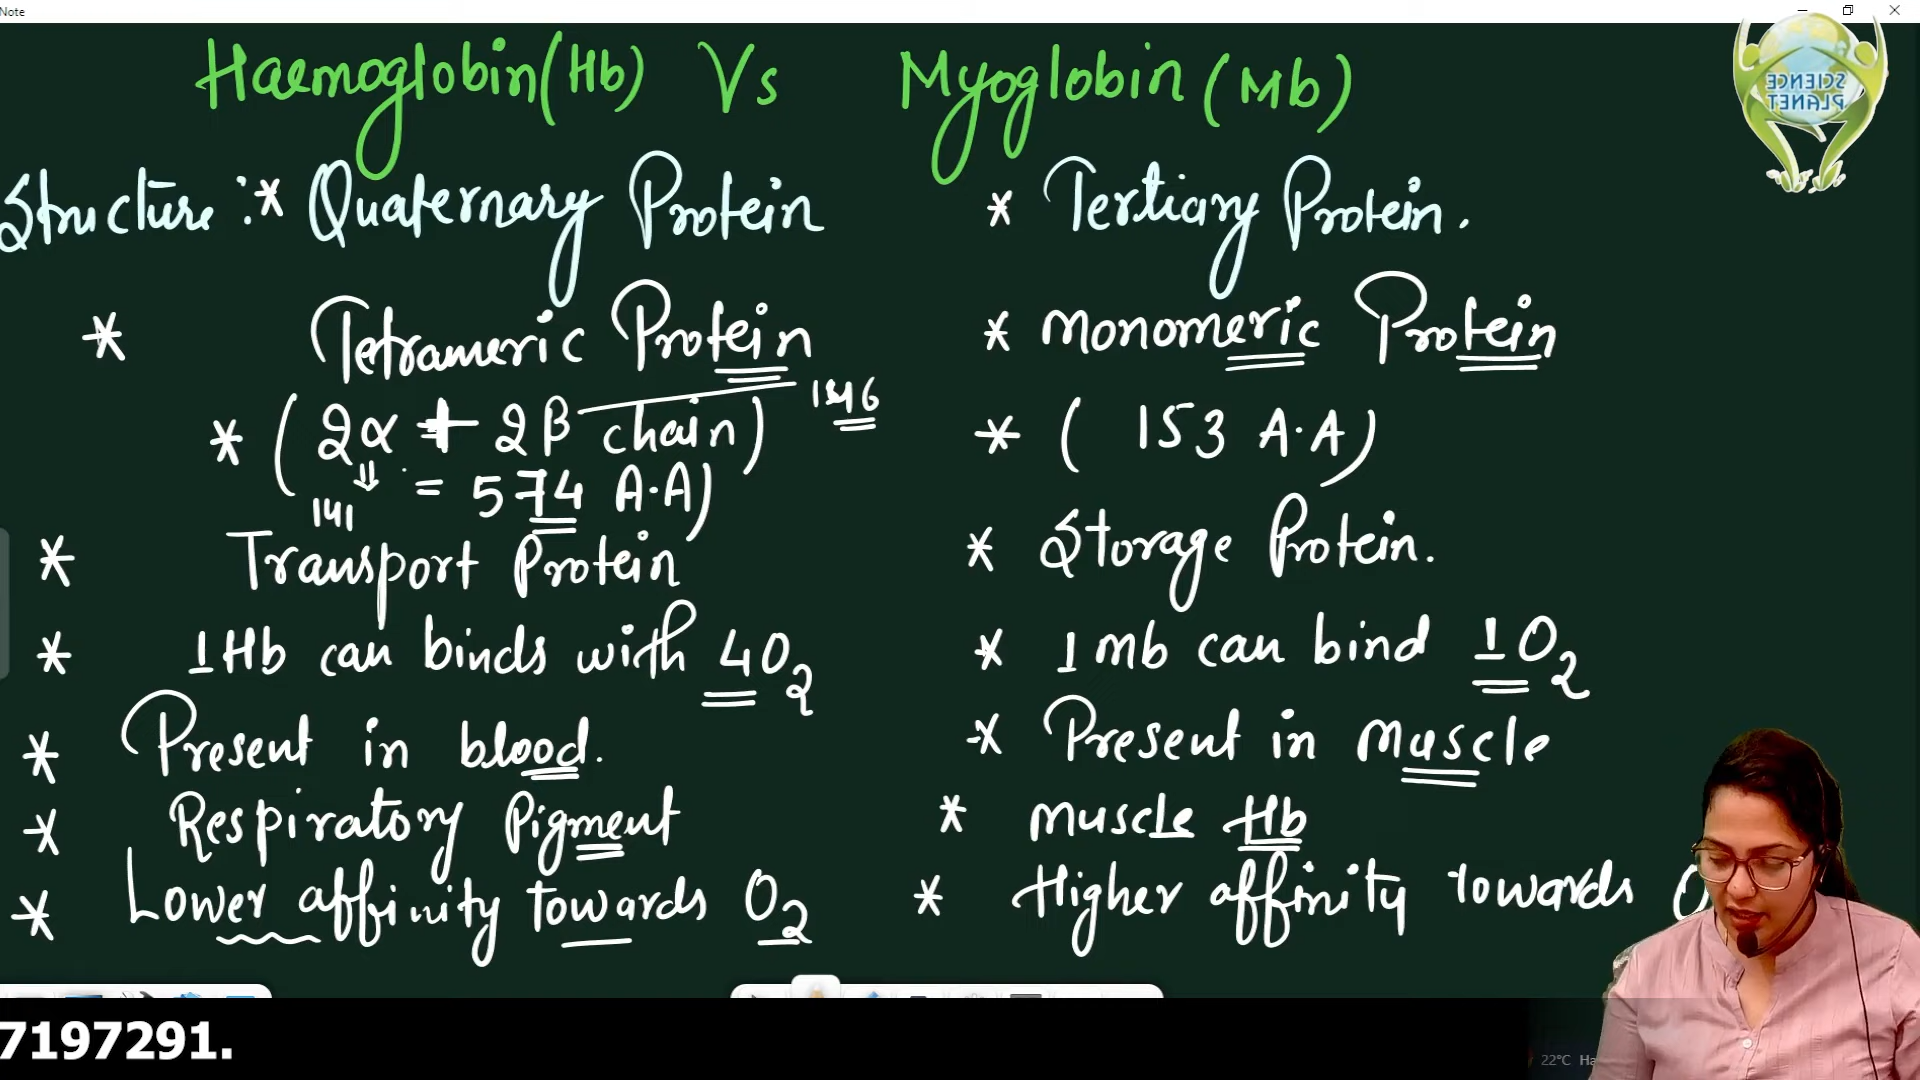 Note
Haemoglobin(Hb) Vs Myoglobin (Mb)
SCIENCE
PLANET
Structure :* Quaternary Protein
* Tertiary Protein.
* Tetrameric Protein
* Monomeric Protein
146
* ( 2α + 2β chain)
* ( 153 A.A)
⇓ = 574 A.A)
141
* Transport Protein
* Storage Protein.
* 1Hb can binds with 4O₂
* 1 Mb can bind 1O₂
* Present in blood.
* Present in Muscle
* Respiratory Pigment
* Muscle Hb
* Lower affinity towards O₂
* Higher affinity towards
7197291.
22°C Ha